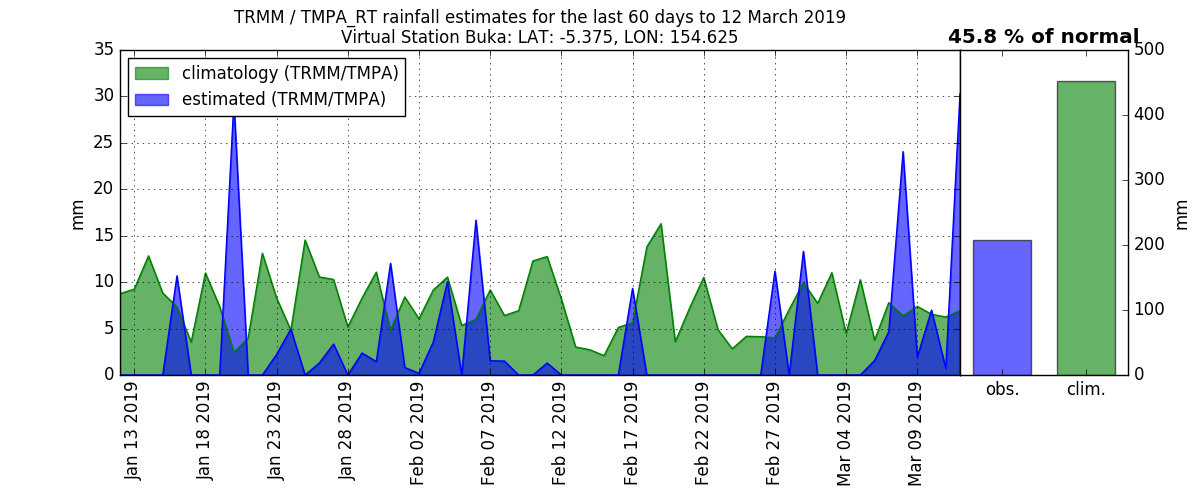 TRMM / TMPA_RT rainfall estimates for the last 60 days to 12 March 2019
Virtual Station Buka: LAT: -5.375, LON: 154.625
45.8 % of normal
climatology (TRMM/TMPA)
estimated (TRMM/TMPA)
35
30
25
20
15
10
5
0
mm
Jan 13 2019
Jan 18 2019
Jan 23 2019
Jan 28 2019
Feb 02 2019
Feb 07 2019
Feb 12 2019
Feb 17 2019
Feb 22 2019
Feb 27 2019
Mar 04 2019
Mar 09 2019
obs.
clim.
500
400
300
200
100
0
mm